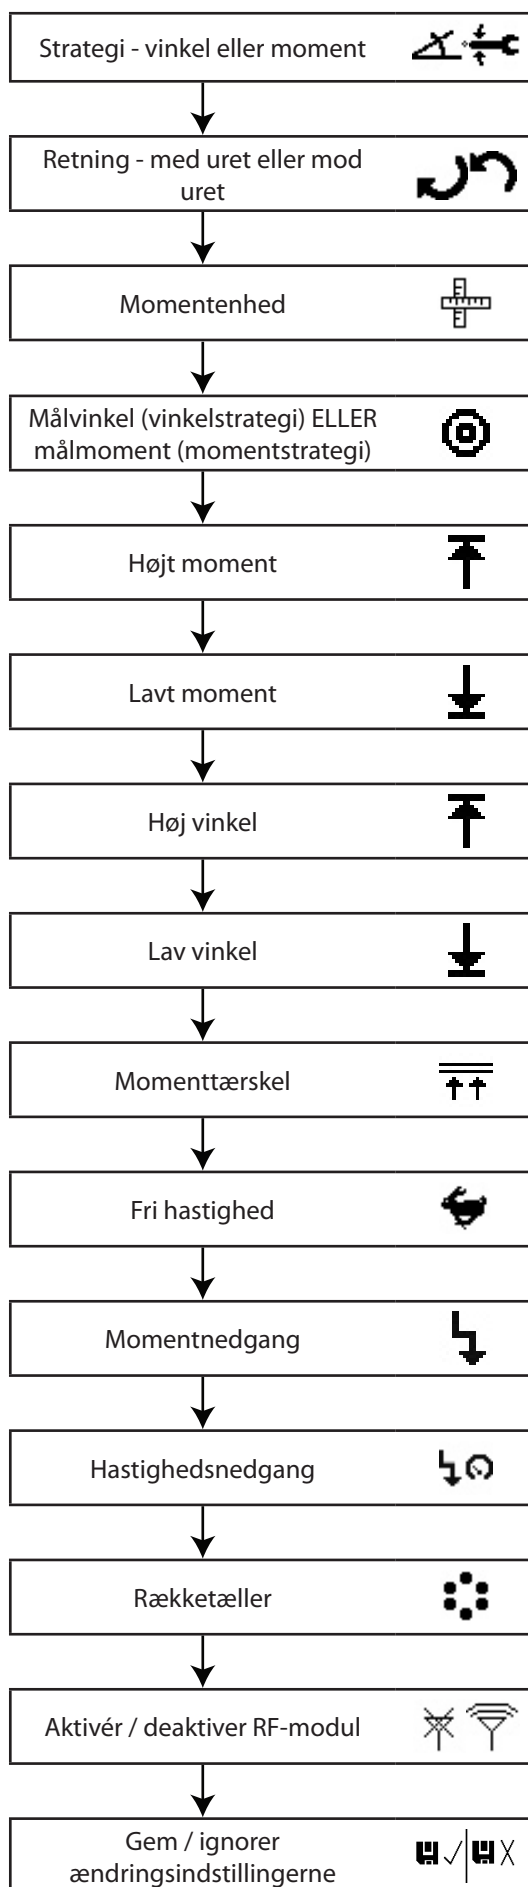 Strategi - vinkel eller moment
Retning - med uret eller mod
uret
Momentenhed
Målvinkel (vinkelstrategi) ELLER
målmoment (momentstrategi)
Højt moment
Lavt moment
Høj vinkel
Lav vinkel
Momenttærskel
Fri hastighed
Momentnedgang
Hastighedsnedgang
Rækketæller
Aktivér / deaktiver RF-modul
Gem / ignorer
ændringsindstillingerne